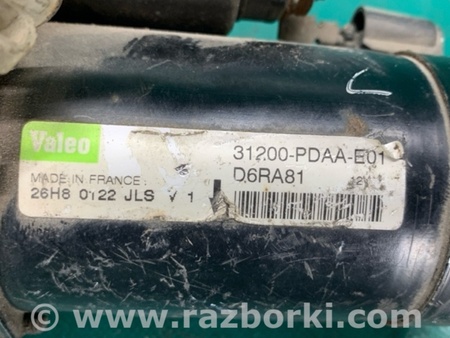 Valeo
31200-PDAA-E01
D6RA81
12V
MADE IN FRANCE
26H8 0122 JLS V 1
www.razborki.com